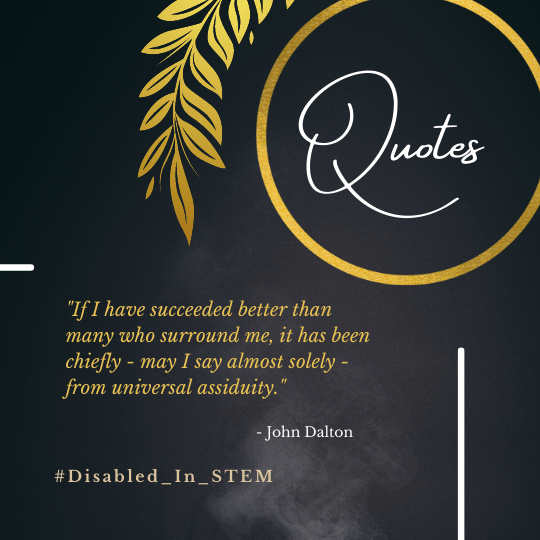 Quotes
"If I have succeeded better than
many who surround me, it has been
chiefly - may I say almost solely -
from universal assiduity."
- John Dalton
#Disabled_In_STEM